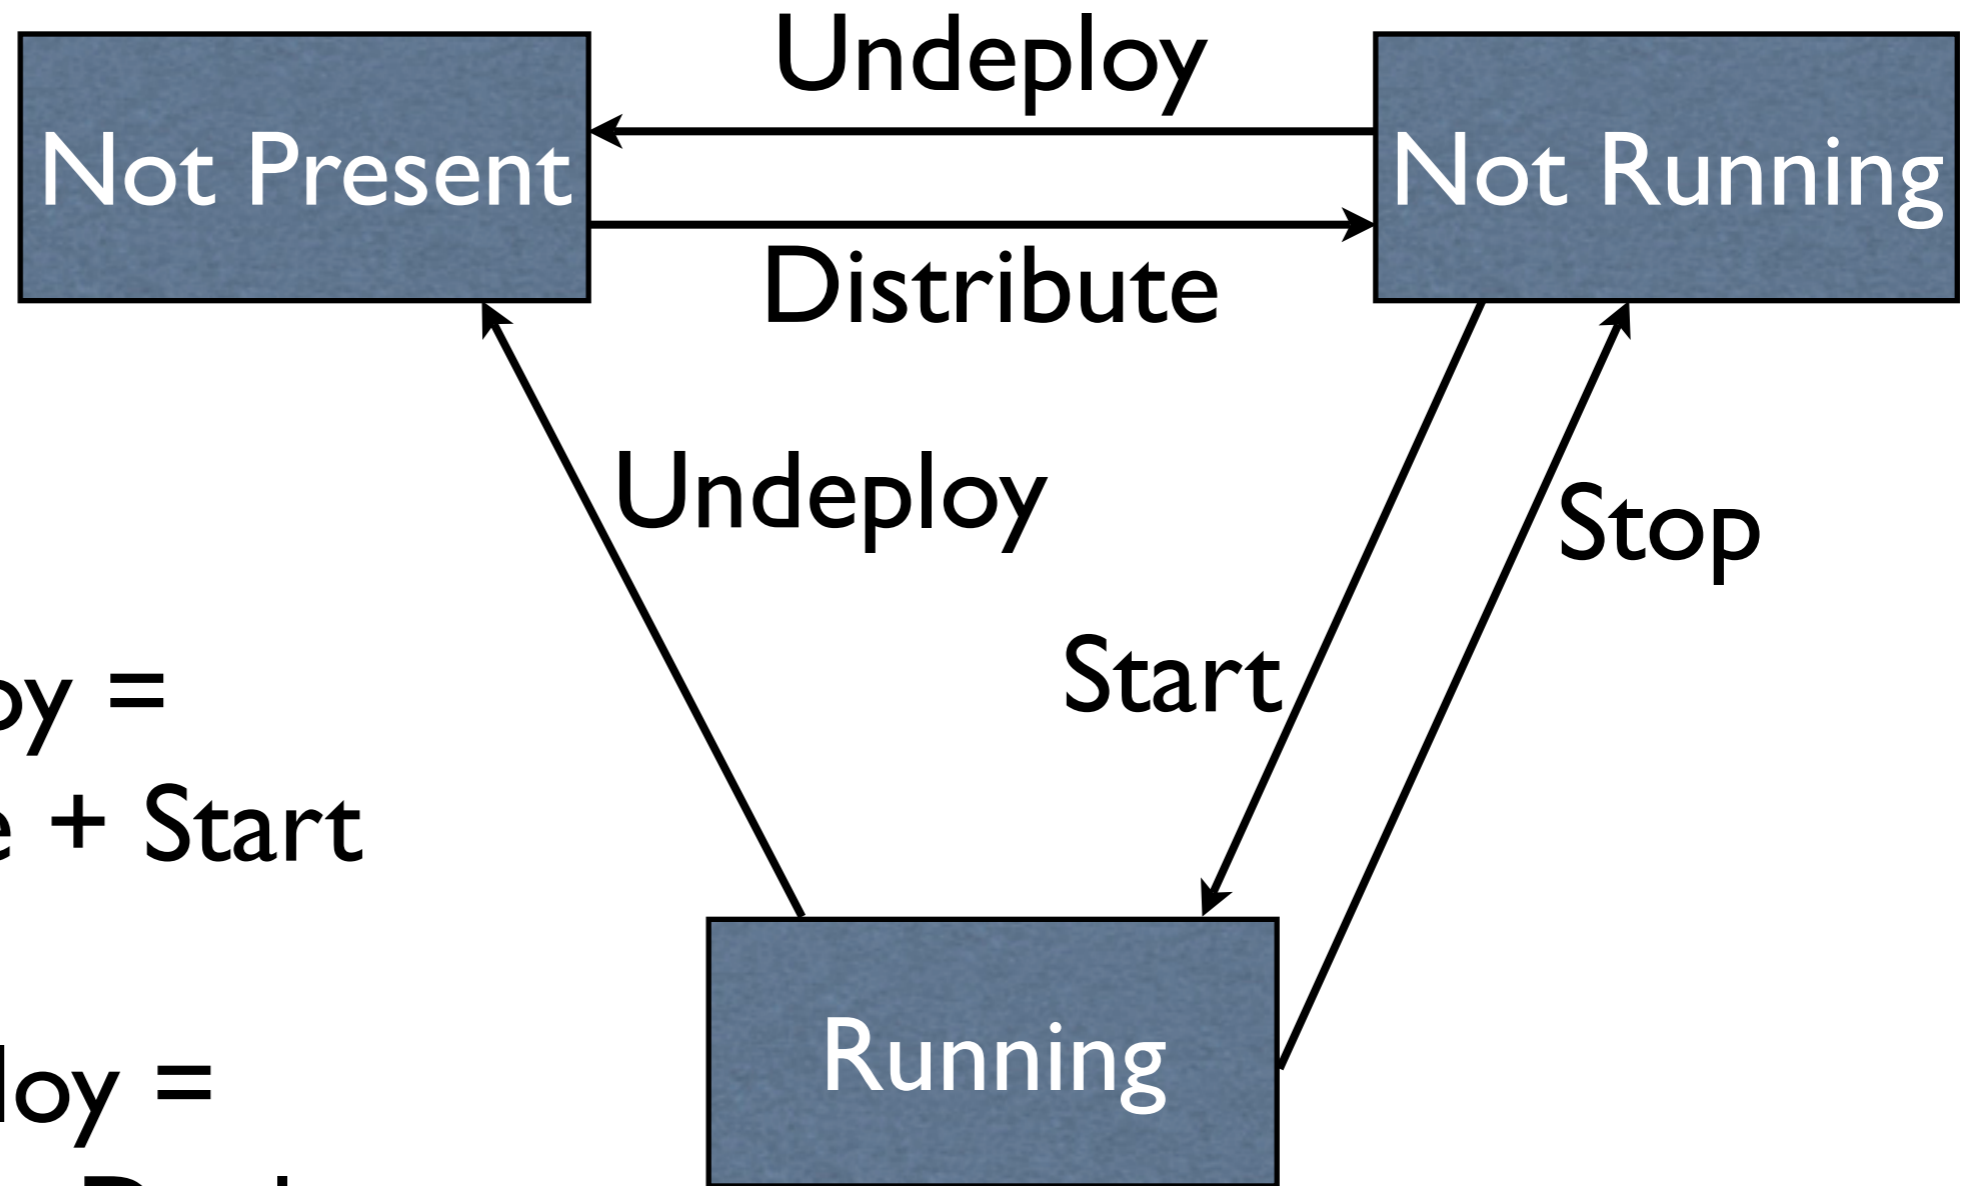 Undeploy
Not Present
Not Running
Distribute
Undeploy
Stop
Start
oy =
e + Start
Running
loy =